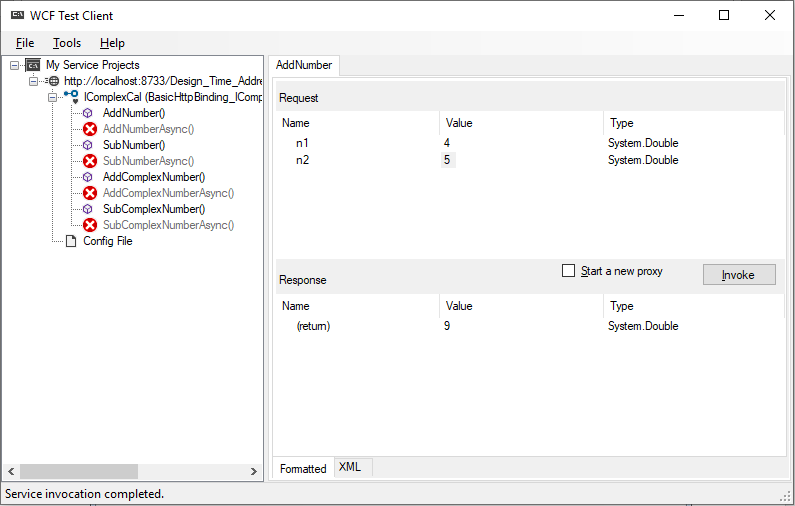 WCF Test Client
File Tools Help
My Service Projects
http://localhost:8733/Design_Time_Addre
IComplexCal (BasicHttpBinding_IComp
AddNumber()
AddNumberAsync()
SubNumber()
SubNumberAsync()
AddComplexNumber()
AddComplexNumberAsync()
SubComplexNumber()
SubComplexNumberAsync()
Config File
AddNumber
Request
Name Value Type
n1 4 System.Double
n2 5 System.Double
Start a new proxy Invoke
Response
Name Value Type
(return) 9 System.Double
Formatted XML
Service invocation completed.